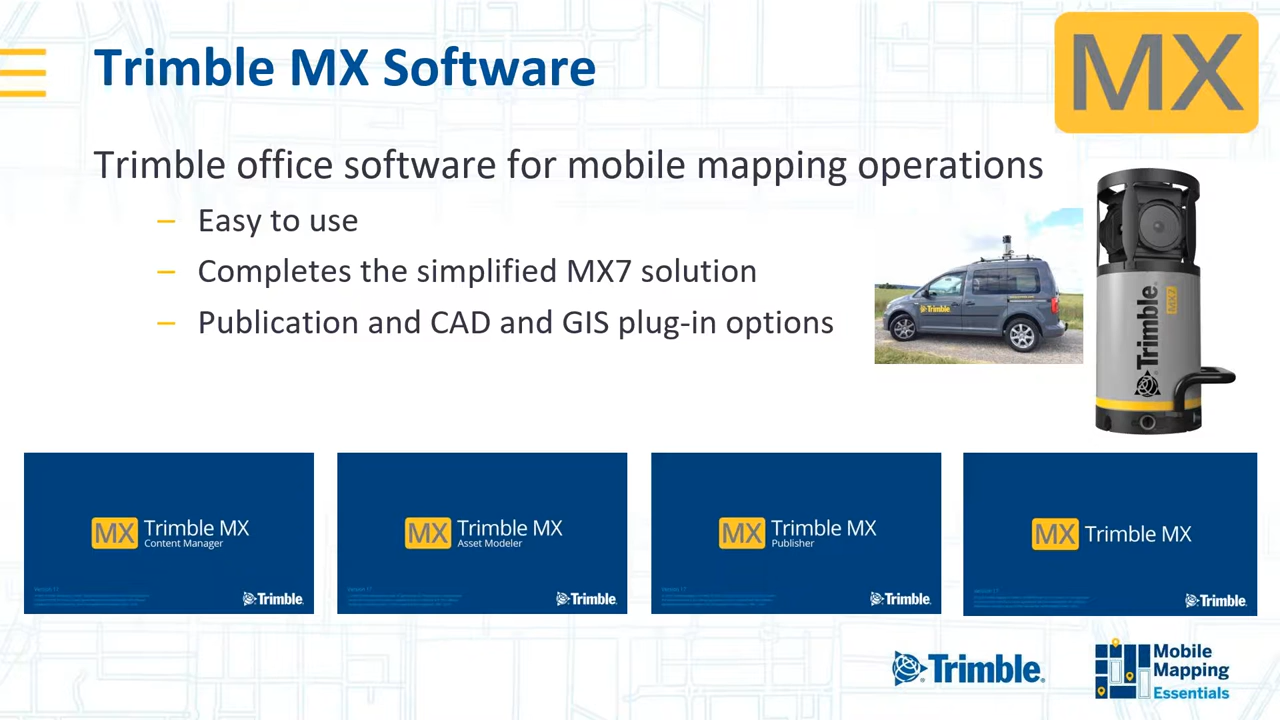 Trimble MX Software
MX
Trimble office software for mobile mapping operations
– Easy to use
– Completes the simplified MX7 solution
– Publication and CAD and GIS plug-in options
Trimble
Trimble
MX7
MX Trimble MX
Content Manager
Trimble
MX Trimble MX
Asset Modeler
Trimble
MX Trimble MX
Publisher
Trimble
MX Trimble MX
Trimble
Trimble
Mobile
Mapping
Essentials